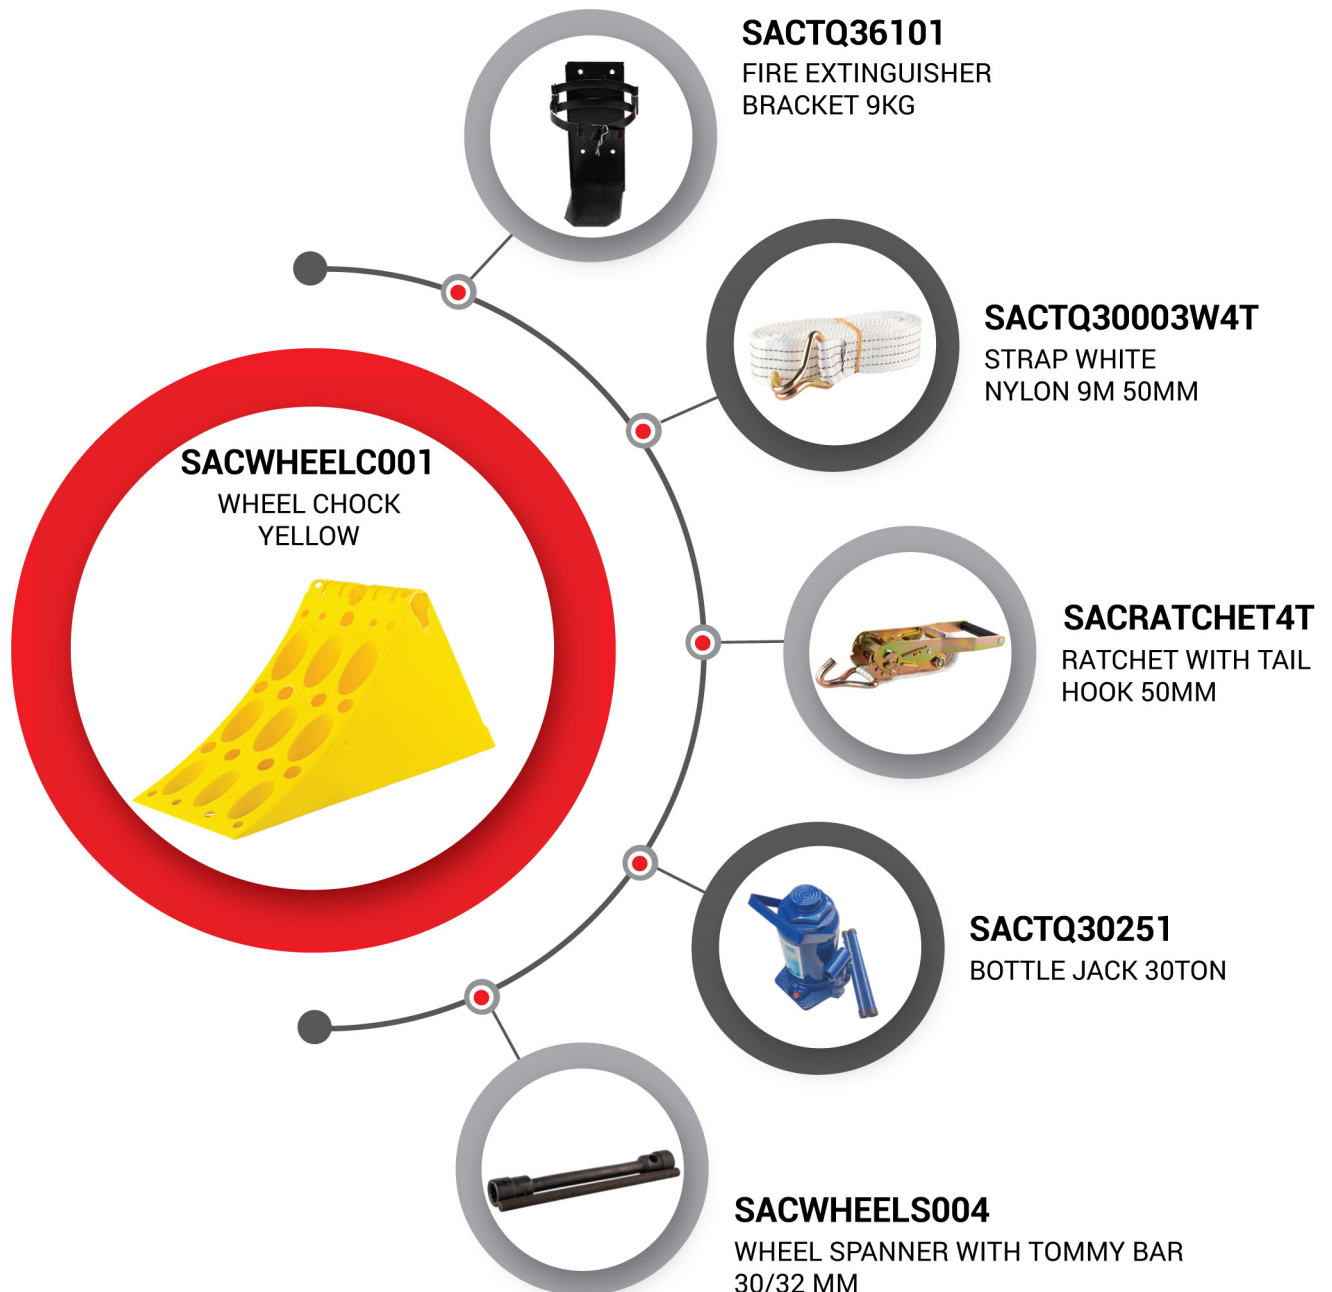 SACTQ36101
FIRE EXTINGUISHER
BRACKET 9KG
SACTQ30003W4T
STRAP WHITE
NYLON 9M 50MM
SACWHEELC001
WHEEL CHOCK
YELLOW
SACRATCHET4T
RATCHET WITH TAIL
HOOK 50MM
SACTQ30251
BOTTLE JACK 30TON
SACWHEELS004
WHEEL SPANNER WITH TOMMY BAR
30/32 MM